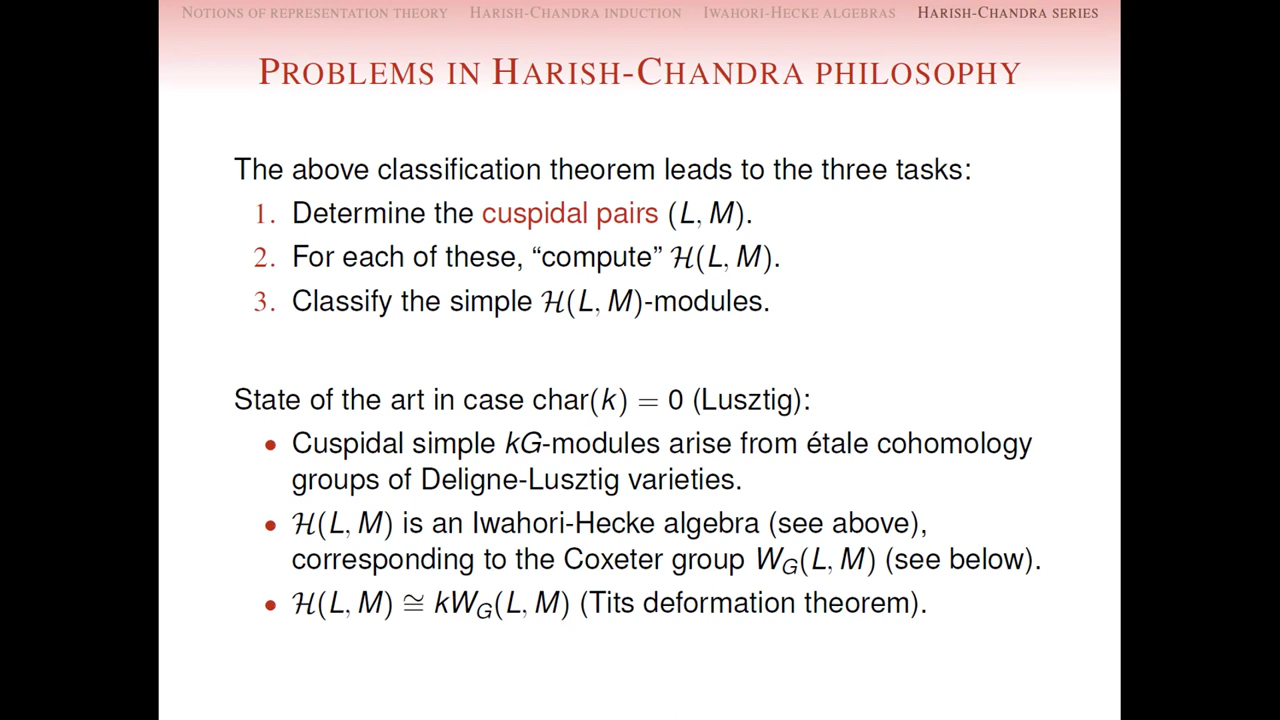 NOTIONS OF REPRESENTATION THEORY HARISH-CHANDRA INDUCTION IWAHORI-HECKE ALGEBRAS HARISH-CHANDRA SERIES
PROBLEMS IN HARISH-CHANDRA PHILOSOPHY
The above classification theorem leads to the three tasks:
1. Determine the cuspidal pairs (L, M).
2. For each of these, “compute” ℋ(L, M).
3. Classify the simple ℋ(L, M)-modules.
State of the art in case char(k) = 0 (Lusztig):
• Cuspidal simple kG-modules arise from étale cohomology
groups of Deligne-Lusztig varieties.
• ℋ(L, M) is an Iwahori-Hecke algebra (see above),
corresponding to the Coxeter group W_G(L, M) (see below).
• ℋ(L, M) ≅ kW_G(L, M) (Tits deformation theorem).